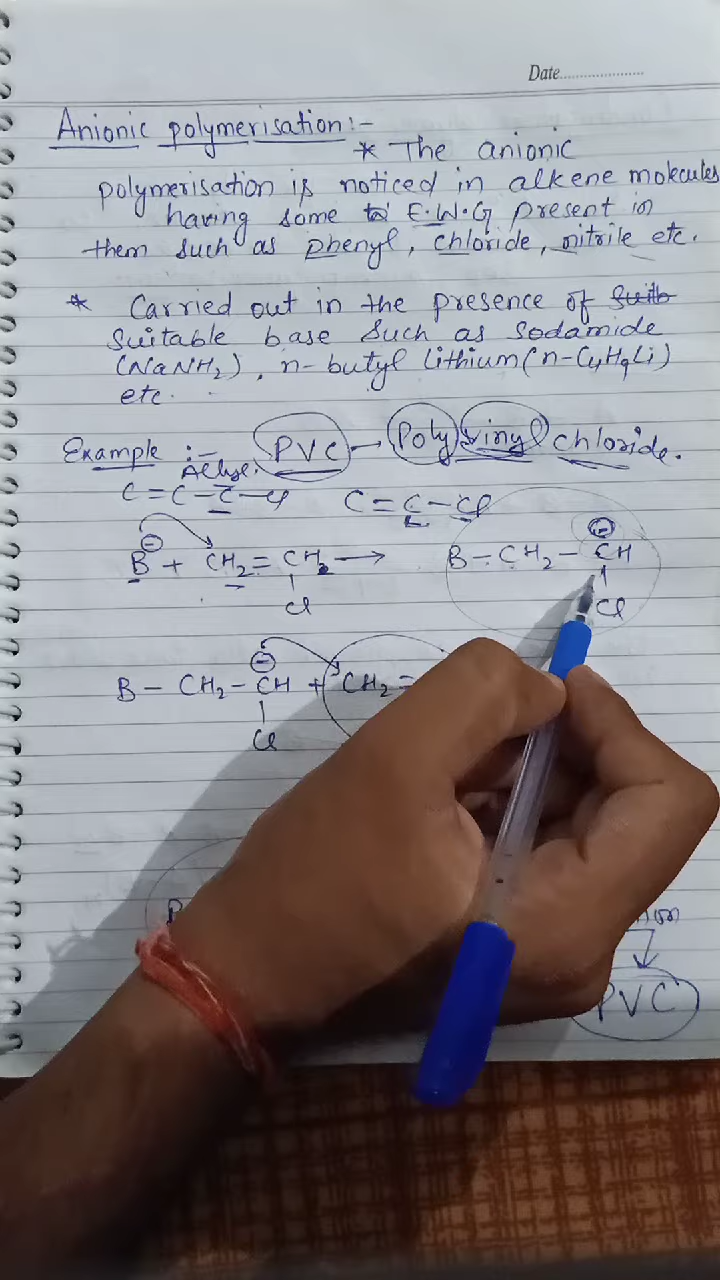 Date......................
Anionic polymerisation :-
* The anionic
polymerisation is noticed in alkene molecules
having some E.W.G present in
them such as phenyl, chloride, nitrile etc.
* Carried out in the presence of
suitable base such as sodamide
(NaNH₂), n-butyl lithium (n-C₄H₉Li)
etc.
Example :- PVC → Poly vinyl chloride.
Allyl.
C=C-C-Cl C=C-Cl
B⊖ + CH₂=CH₂ → B-CH₂-CH⊖
Cl Cl
B-CH₂-CH⊖ + CH₂=
Cl
PVC